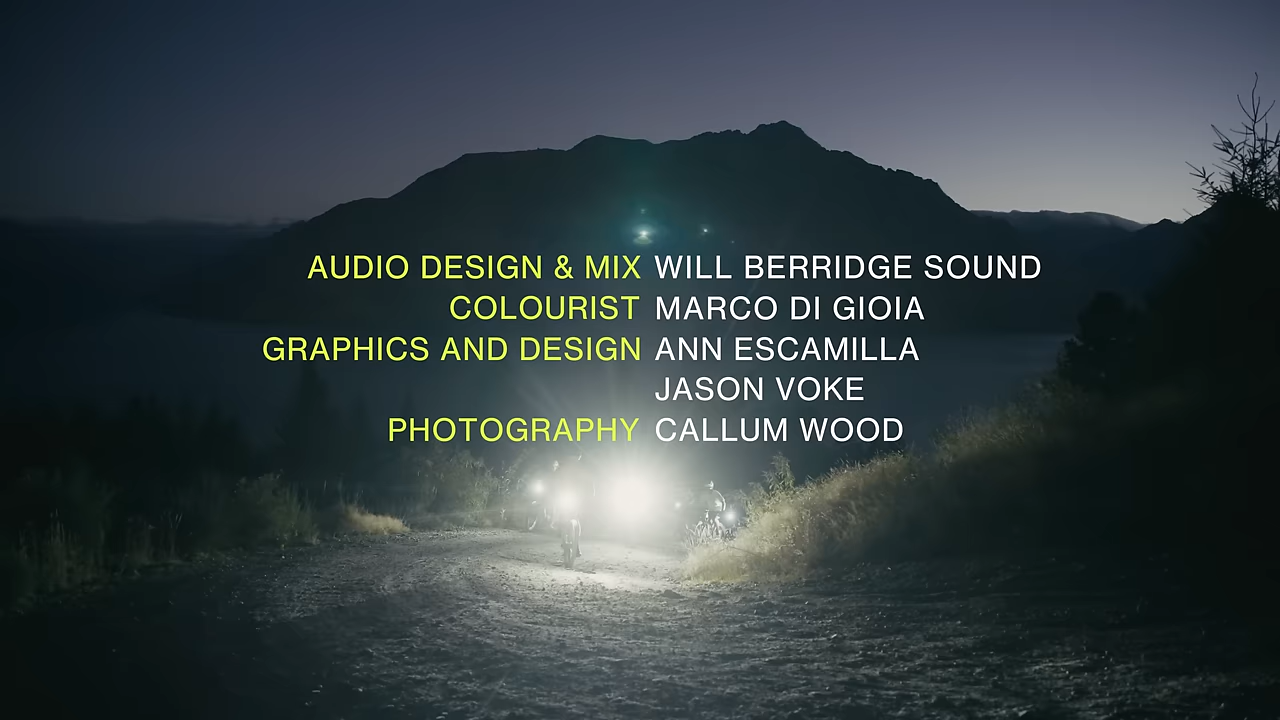 AUDIO DESIGN & MIX WILL BERRIDGE SOUND
COLOURIST MARCO DI GIOIA
GRAPHICS AND DESIGN ANN ESCAMILLA
JASON VOKE
PHOTOGRAPHY CALLUM WOOD